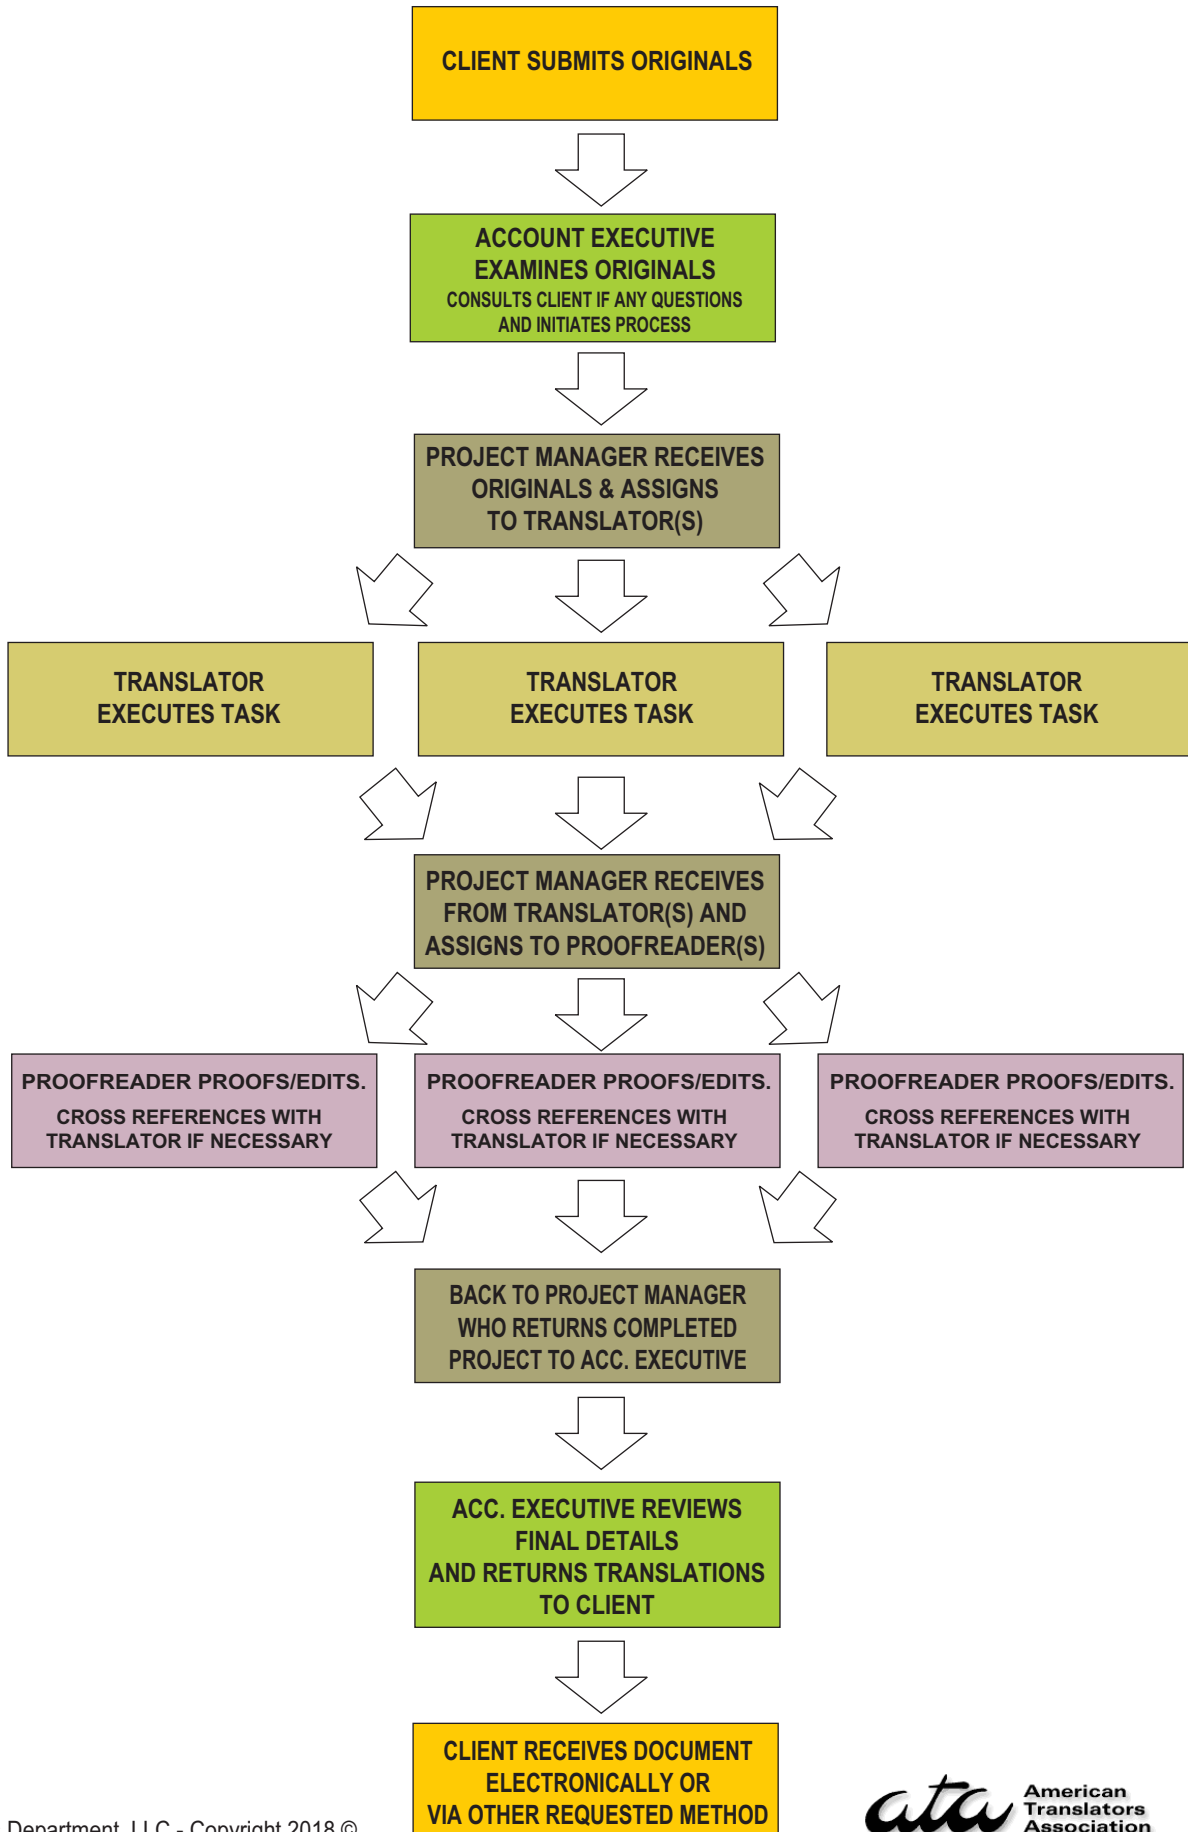 CLIENT SUBMITS ORIGINALS
ACCOUNT EXECUTIVE
EXAMINES ORIGINALS
CONSULTS CLIENT IF ANY QUESTIONS
AND INITIATES PROCESS
PROJECT MANAGER RECEIVES
ORIGINALS & ASSIGNS
TO TRANSLATOR(S)
TRANSLATOR
EXECUTES TASK
TRANSLATOR
EXECUTES TASK
TRANSLATOR
EXECUTES TASK
PROJECT MANAGER RECEIVES
FROM TRANSLATOR(S) AND
ASSIGNS TO PROOFREADER(S)
PROOFREADER PROOFS/EDITS.
CROSS REFERENCES WITH
TRANSLATOR IF NECESSARY
PROOFREADER PROOFS/EDITS.
CROSS REFERENCES WITH
TRANSLATOR IF NECESSARY
PROOFREADER PROOFS/EDITS.
CROSS REFERENCES WITH
TRANSLATOR IF NECESSARY
BACK TO PROJECT MANAGER
WHO RETURNS COMPLETED
PROJECT TO ACC. EXECUTIVE
ACC. EXECUTIVE REVIEWS
FINAL DETAILS
AND RETURNS TRANSLATIONS
TO CLIENT
CLIENT RECEIVES DOCUMENT
ELECTRONICALLY OR
VIA OTHER REQUESTED METHOD
Department, LLC - Copyright 2018 ©
ata
American
Translators
Association